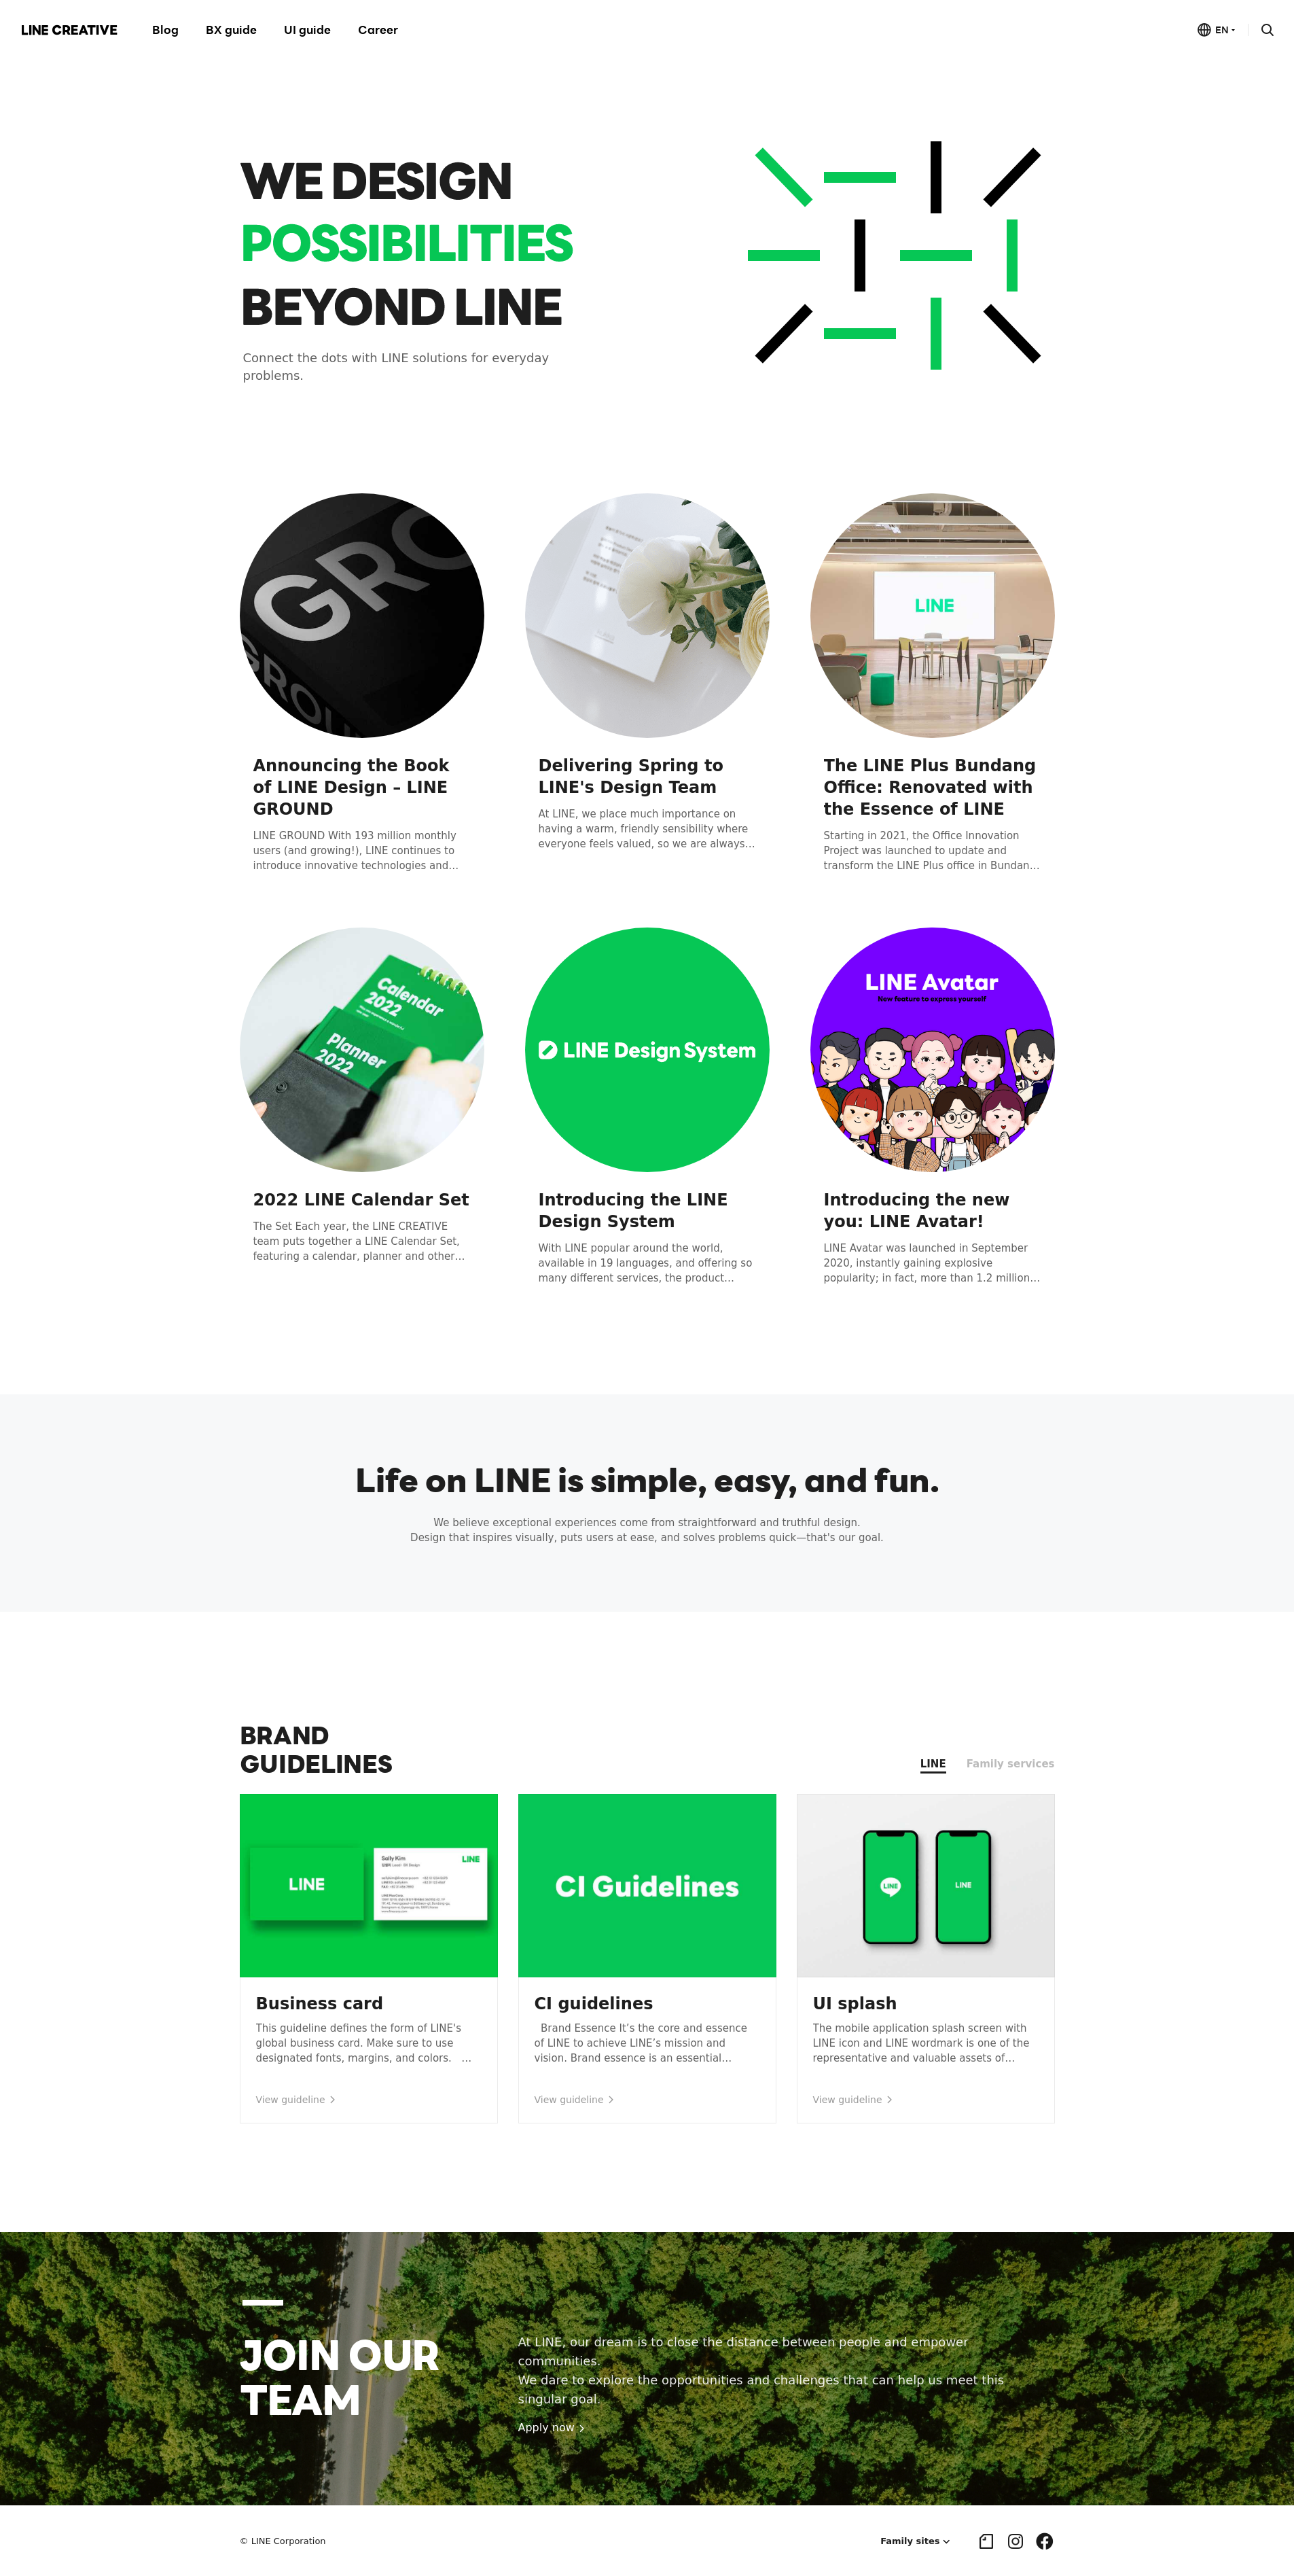 LINE CREATIVE Blog BX guide UI guide Career EN
WE DESIGN
POSSIBILITIES
BEYOND LINE
Connect the dots with LINE solutions for everyday
problems.
GRO
GROU
LINE
Announcing the Book
of LINE Design – LINE
GROUND
LINE GROUND With 193 million monthly
users (and growing!), LINE continues to
introduce innovative technologies and...
Delivering Spring to
LINE's Design Team
At LINE, we place much importance on
having a warm, friendly sensibility where
everyone feels valued, so we are always...
The LINE Plus Bundang
Office: Renovated with
the Essence of LINE
Starting in 2021, the Office Innovation
Project was launched to update and
transform the LINE Plus office in Bundan...
Calendar
2022
Planner
2022
LINE Design System
LINE Avatar
New feature to express yourself
2022 LINE Calendar Set
The Set Each year, the LINE CREATIVE
team puts together a LINE Calendar Set,
featuring a calendar, planner and other...
Introducing the LINE
Design System
With LINE popular around the world,
available in 19 languages, and offering so
many different services, the product...
Introducing the new
you: LINE Avatar!
LINE Avatar was launched in September
2020, instantly gaining explosive
popularity; in fact, more than 1.2 million...
Life on LINE is simple, easy, and fun.
We believe exceptional experiences come from straightforward and truthful design.
Design that inspires visually, puts users at ease, and solves problems quick—that's our goal.
BRAND
GUIDELINES
LINE Family services
LINE
Sally Kim
LINE
CI Guidelines
LINE
LINE
Business card
This guideline defines the form of LINE's
global business card. Make sure to use
designated fonts, margins, and colors. ...
View guideline
CI guidelines
Brand Essence It’s the core and essence
of LINE to achieve LINE’s mission and
vision. Brand essence is an essential...
View guideline
UI splash
The mobile application splash screen with
LINE icon and LINE wordmark is one of the
representative and valuable assets of...
View guideline
JOIN OUR
TEAM
At LINE, our dream is to close the distance between people and empower
communities.
We dare to explore the opportunities and challenges that can help us meet this
singular goal.
Apply now
© LINE Corporation
Family sites